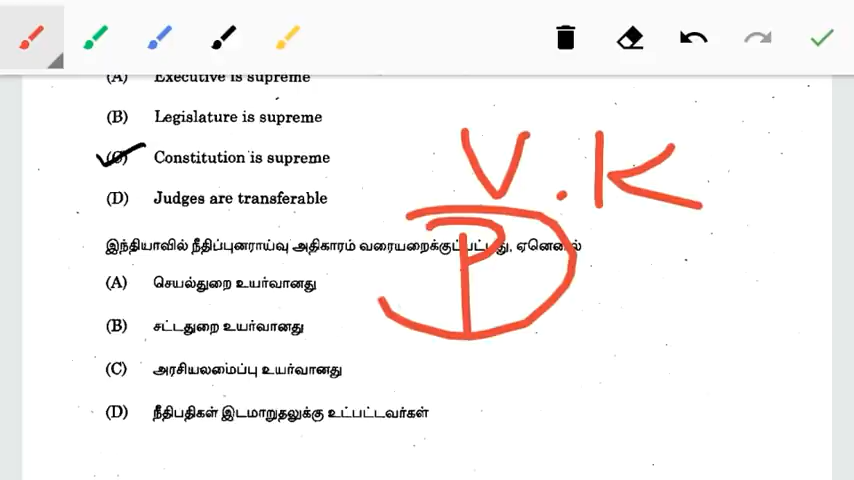 (A) Executive is supreme
(B) Legislature is supreme
(C) Constitution is supreme
(D) Judges are transferable
V.K
P
இந்தியாவில் நீதிப்புனராய்வு அதிகாரம் வரையறைக்குட்பட்டது, ஏனெனில்
(A) செயல்துறை உயர்வானது
(B) சட்டதுறை உயர்வானது
(C) அரசியலமைப்பு உயர்வானது
(D) நீதிபதிகள் இடமாறுதலுக்கு உட்பட்டவர்கள்